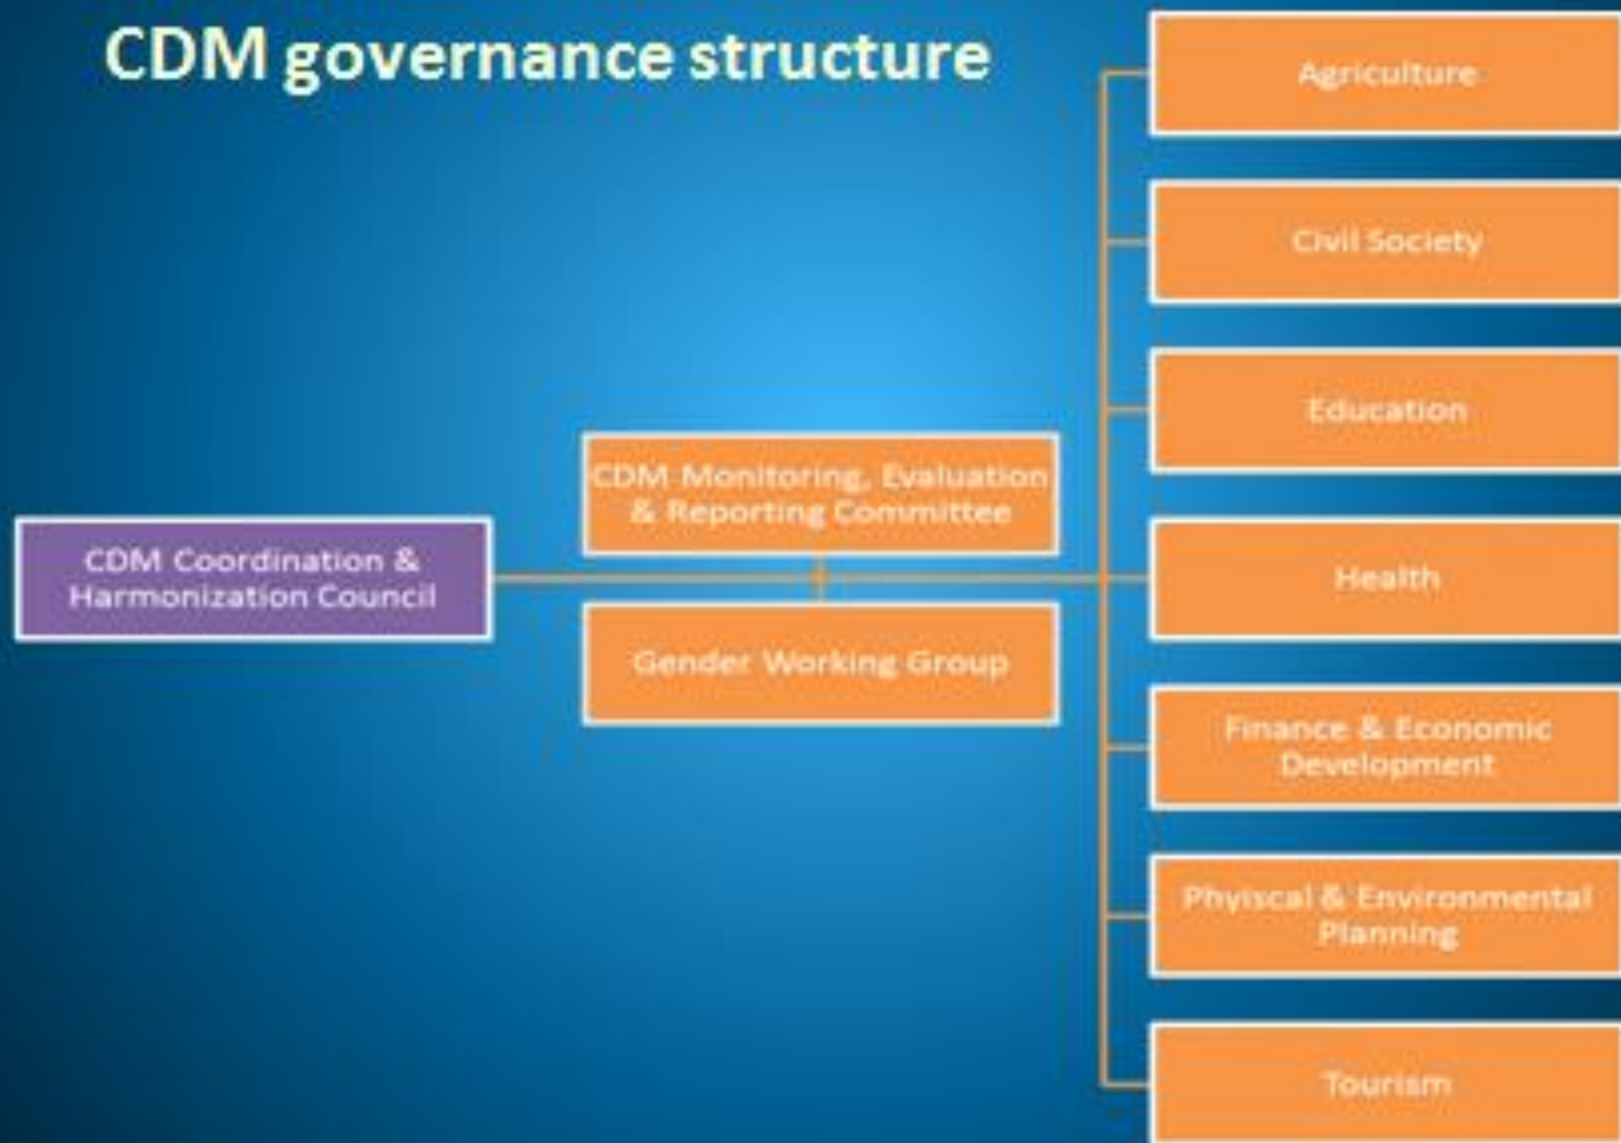 CDM governance structure
Agriculture
Civil Society
Education
CDM Monitoring, Evaluation
& Reporting Committee
CDM Coordination &
Harmonization Council
Health
Gender Working Group
Finance & Economic
Development
Phyiscal & Environmental
Planning
Tourism